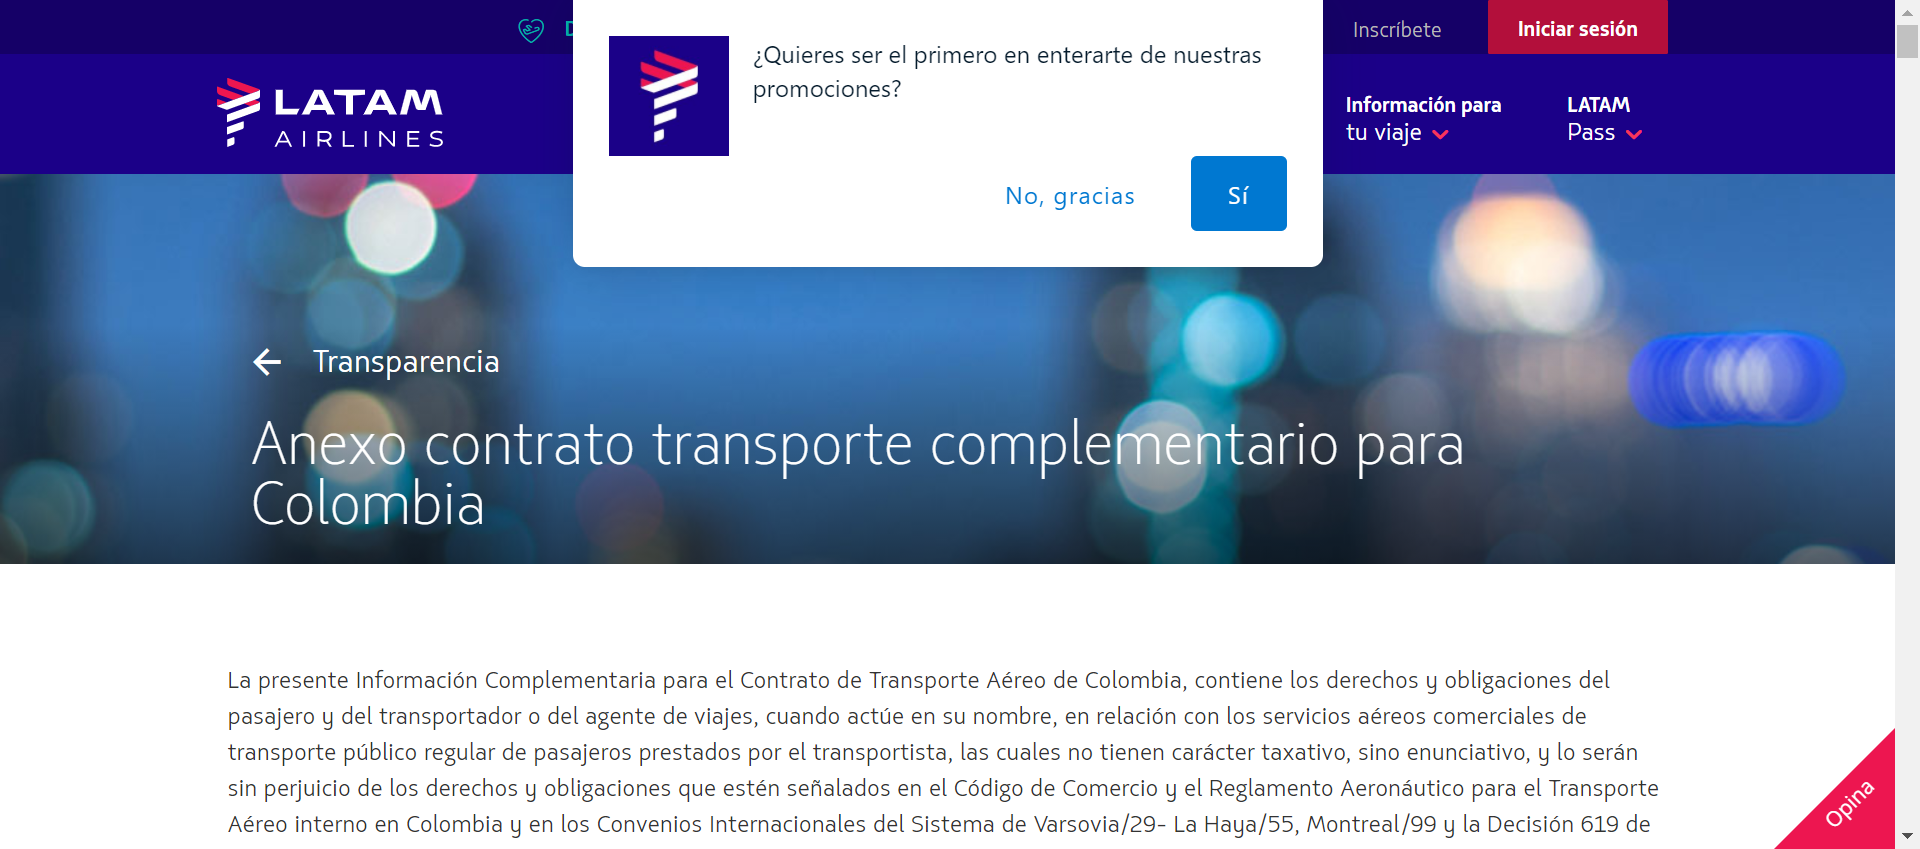 Inscríbete
Iniciar sesión
¿Quieres ser el primero en enterarte de nuestras
promociones?
No, gracias
Sí
LATAM
AIRLINES
Información para
tu viaje
LATAM
Pass
Transparencia
Anexo contrato transporte complementario para
Colombia
La presente Información Complementaria para el Contrato de Transporte Aéreo de Colombia, contiene los derechos y obligaciones del
pasajero y del transportador o del agente de viajes, cuando actúe en su nombre, en relación con los servicios aéreos comerciales de
transporte público regular de pasajeros prestados por el transportista, las cuales no tienen carácter taxativo, sino enunciativo, y lo serán
sin perjuicio de los derechos y obligaciones que estén señalados en el Código de Comercio y el Reglamento Aeronáutico para el Transporte
Aéreo interno en Colombia y en los Convenios Internacionales del Sistema de Varsovia/29- La Haya/55, Montreal/99 y la Decisión 619 de
Opina